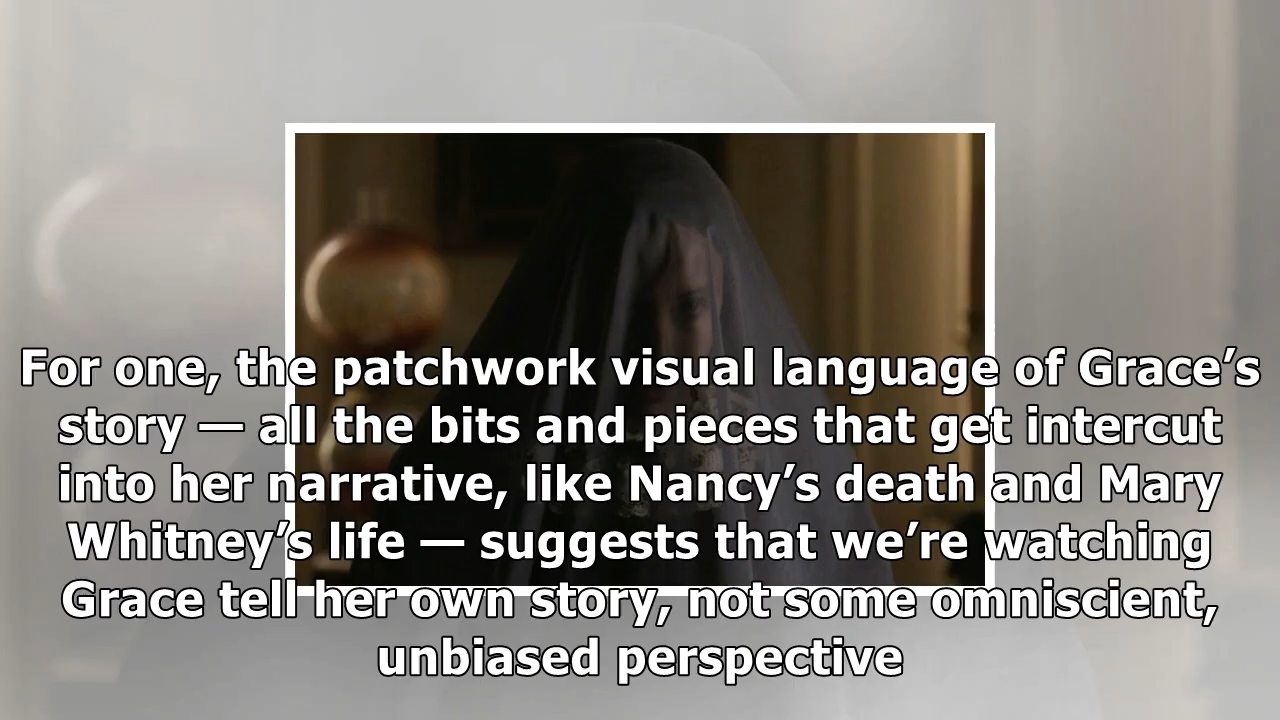 For one, the patchwork visual language of Grace’s
story — all the bits and pieces that get intercut
into her narrative, like Nancy’s death and Mary
Whitney’s life — suggests that we’re watching
Grace tell her own story, not some omniscient,
unbiased perspective